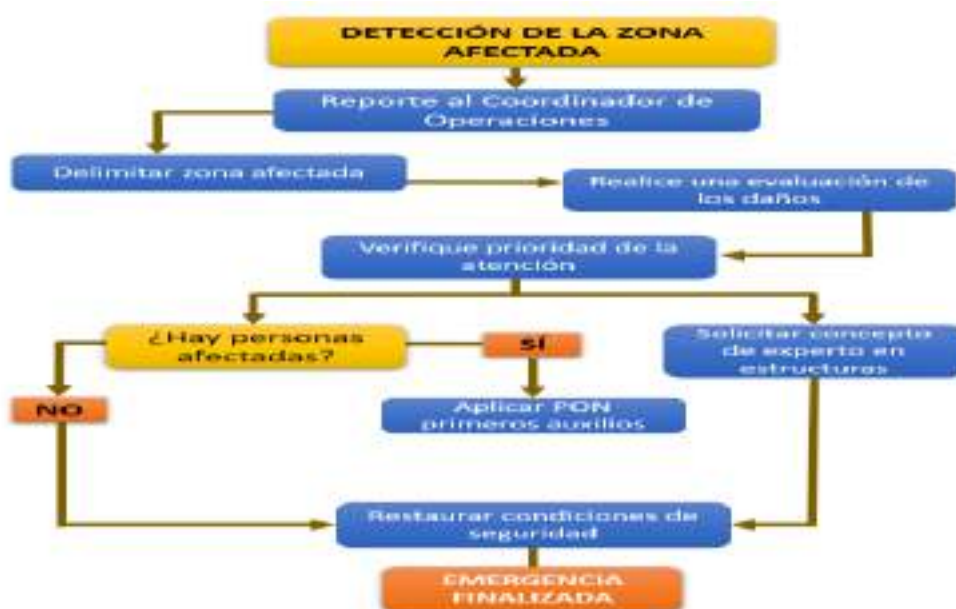 DETECCIÓN DE LA ZONA
AFECTADA
Reporte al Coordinador de
Operaciones
Delimitar zona afectada
Realice una evaluación de
los daños
Verifique prioridad de la
atención
¿Hay personas
afectadas?
SÍ
Solicitar concepto
de experto en
estructuras
NO
Aplicar PON
primeros auxilios
Restaurar condiciones de
seguridad
EMERGENCIA
FINALIZADA